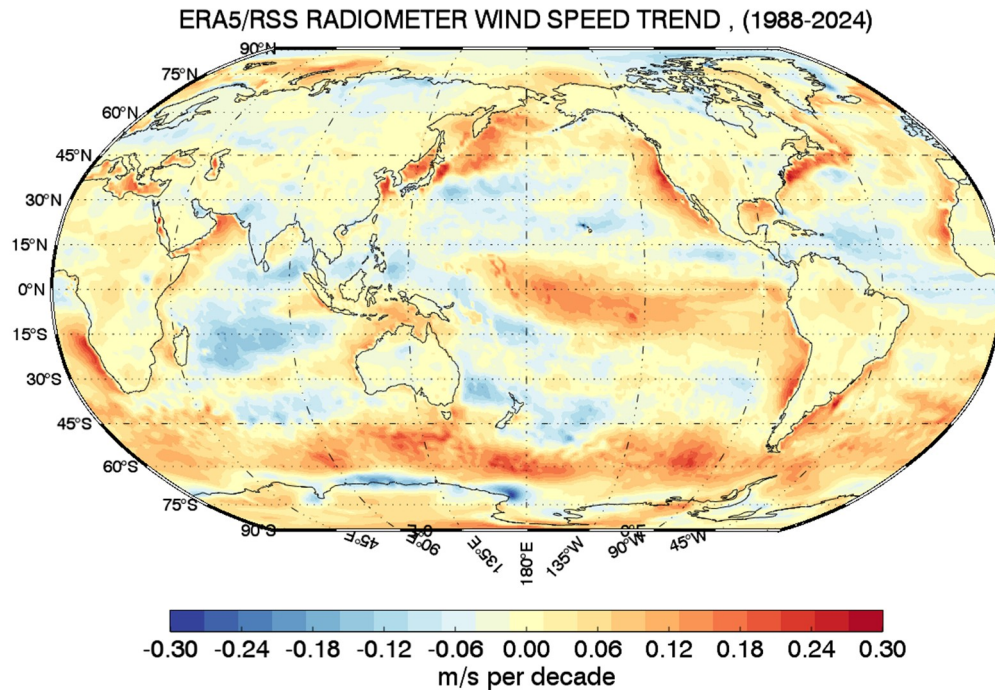 ERA5/RSS RADIOMETER WIND SPEED TREND , (1988-2024)
90°N
75°N
60°N
45°N
30°N
15°N
0°N
15°S
30°S
45°S
60°S
75°S
90°S
45°E 90°E 135°E 180°E 135°W 90°W 45°W
-0.30 -0.24 -0.18 -0.12 -0.06 0.00 0.06 0.12 0.18 0.24 0.30
m/s per decade